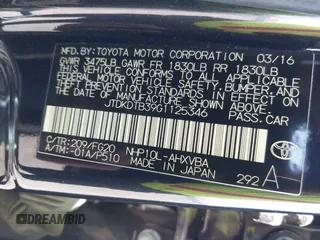 MFD. BY: TOYOTA MOTOR CORPORATION 03/16
GVWR 3475LB GAWR FR 1830LB RR 1830LB
THIS VEHICLE CONFORMS TO ALL APPLICABLE
FEDERAL MOTOR VEHICLE SAFETY, BUMPER, AND
THEFT PREVENTION STANDARDS IN EFFECT ON
THE DATE OF MANUFACTURE SHOWN ABOVE.
JTDKDTB39G1125346 PASS.CAR
C/TR:209/FG20 NHP10L-AHXVBA
A/TM:-01A/P510 MADE IN JAPAN
292 A
DREAMBID